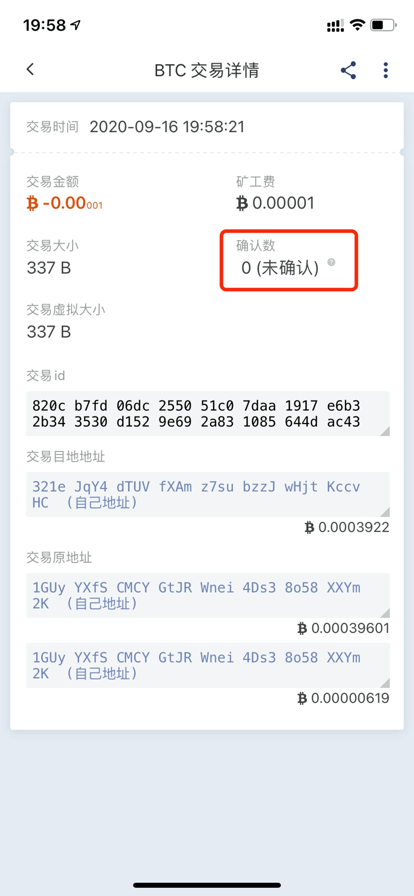 19:58
BTC 交易详情
交易时间 2020-09-16 19:58:21
交易金额
-0.00001
矿工费
0.00001
交易大小
337 B
确认数
0 (未确认)
交易虚拟大小
337 B
交易id
820c b7fd 06dc 2550 51c0 7daa 1917 e6b3
2b34 3530 d152 9e69 2a83 1085 644d ac43
交易目地地址
321e JqY4 dTUV fXAm z7su bzzJ wHjt Kccv
HC (自己地址)
0.0003922
交易原地址
1GUy YXfS CMCY GtJR Wnei 4Ds3 8o58 XXYm
2K (自己地址)
0.00039601
1GUy YXfS CMCY GtJR Wnei 4Ds3 8o58 XXYm
2K (自己地址)
0.00000619